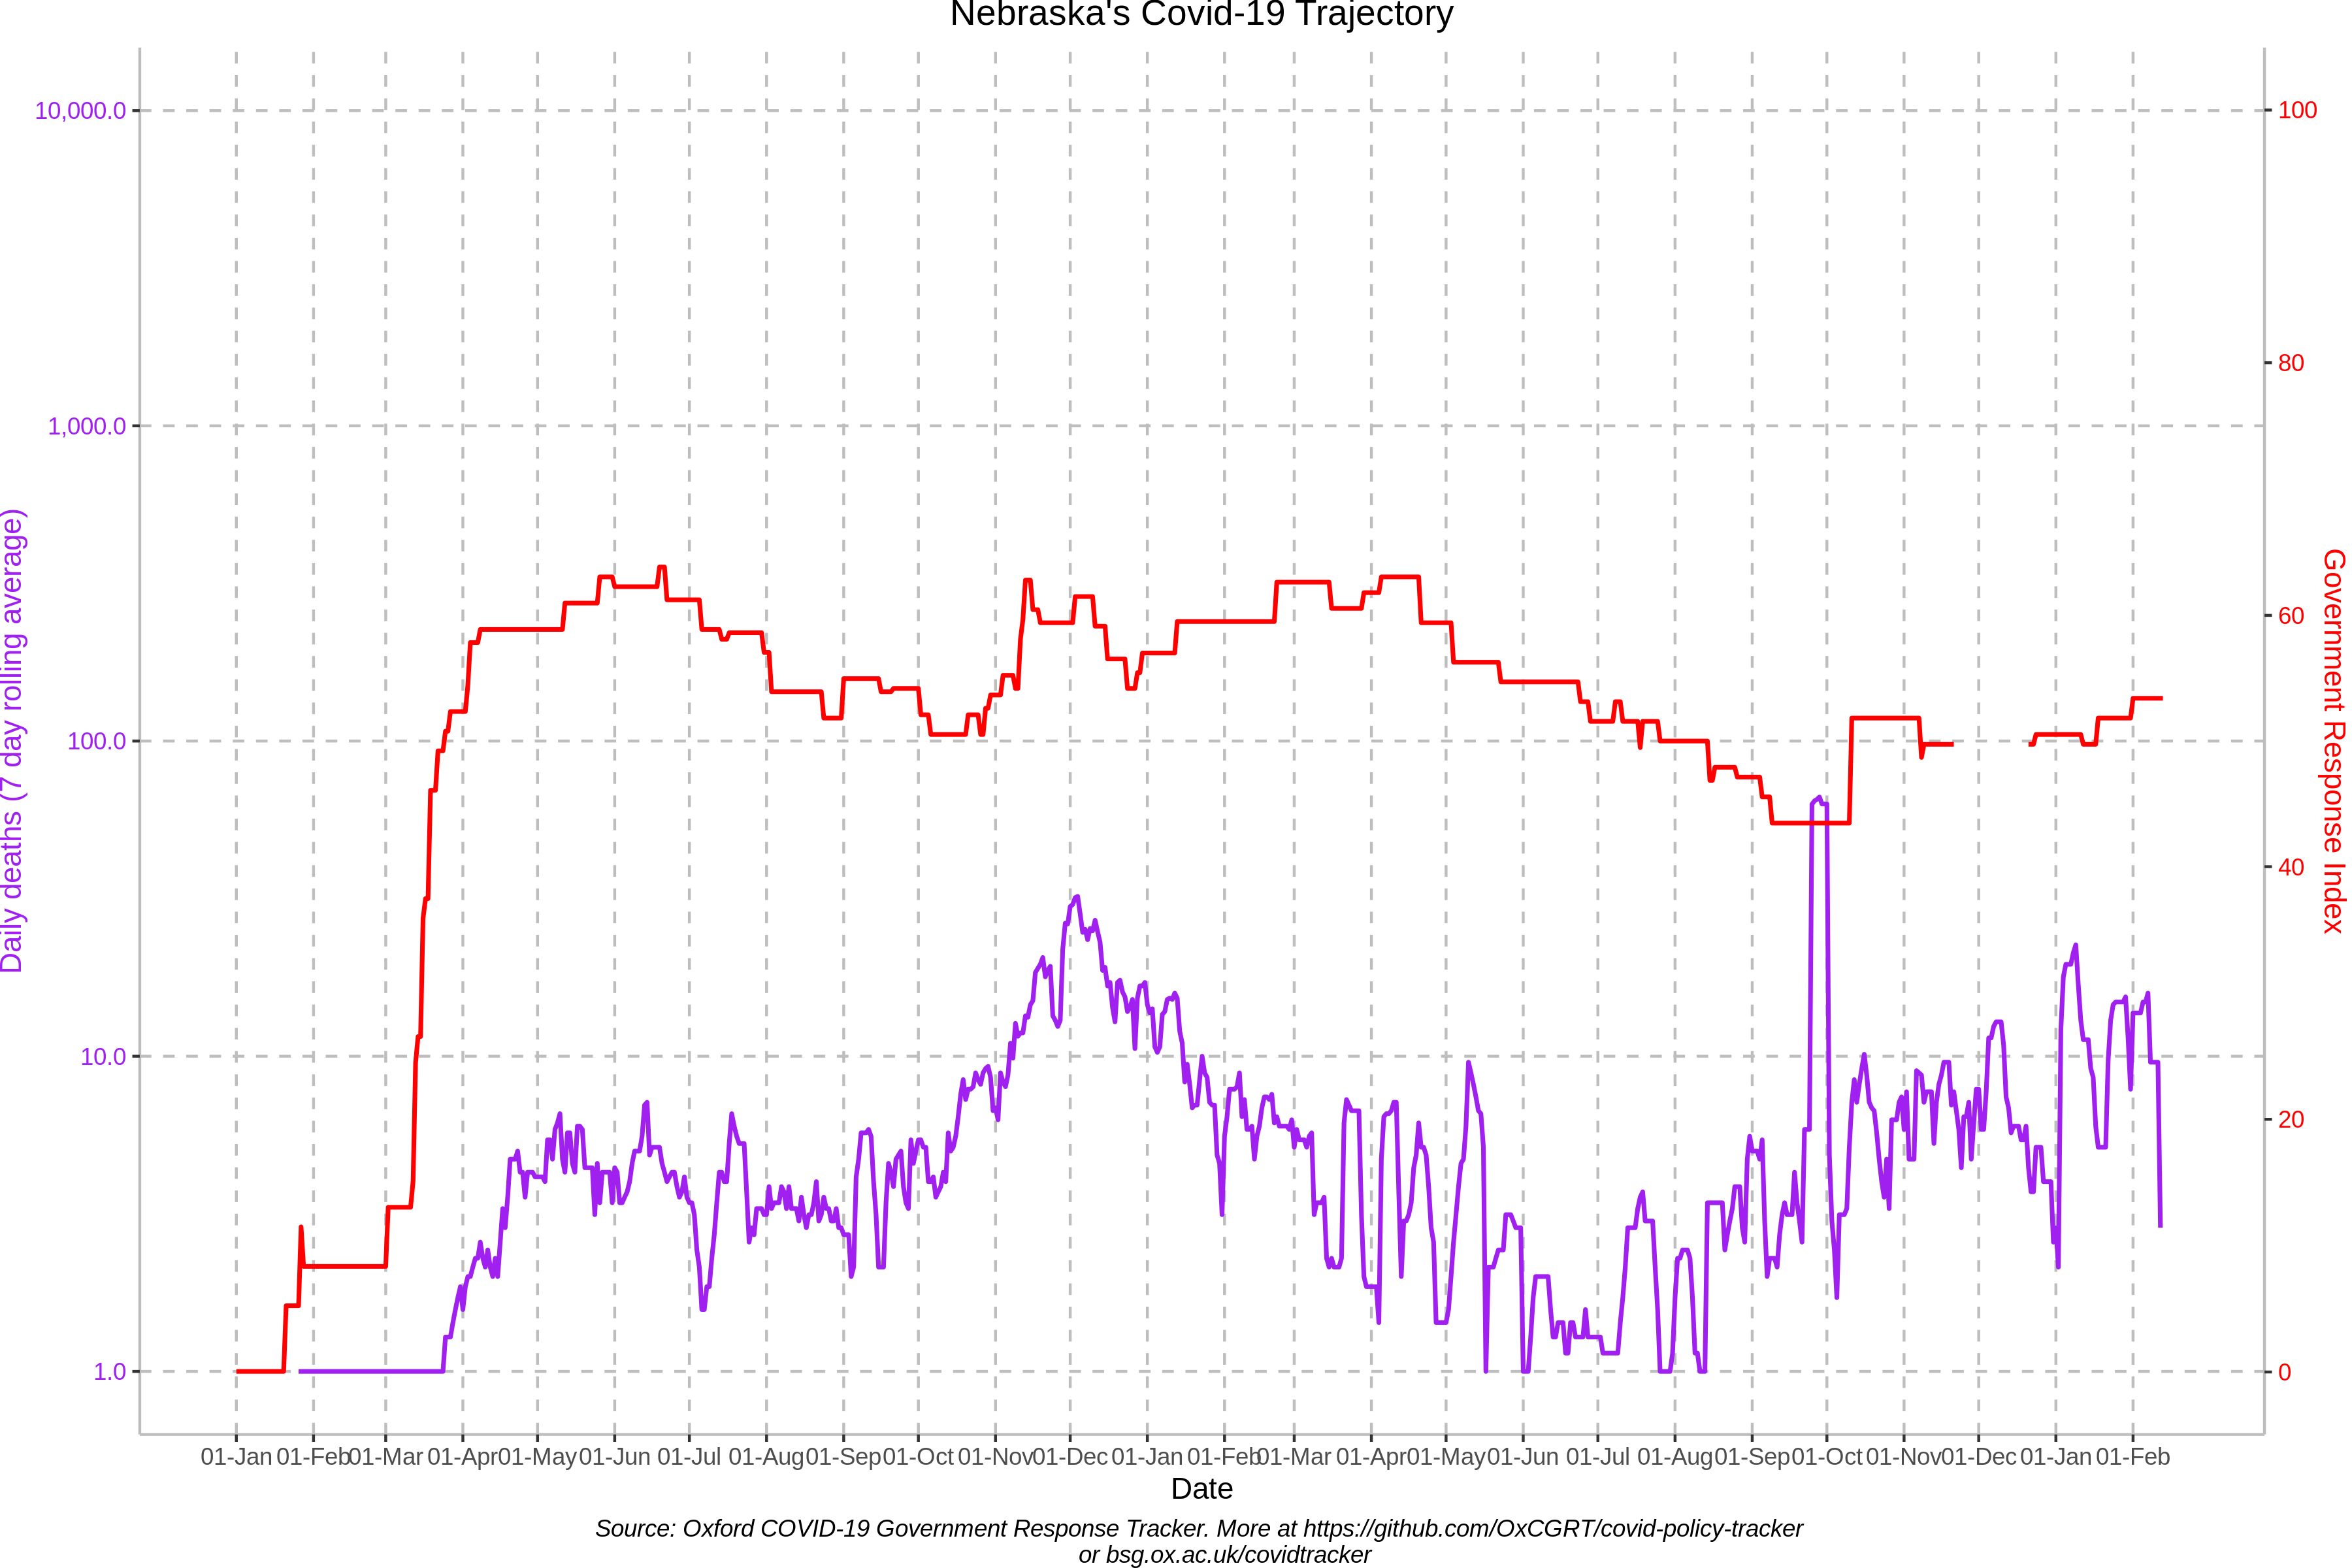 Nebraska's Covid-19 Trajectory
10,000.0
1,000.0
100.0
10.0
1.0
Daily deaths (7 day rolling average)
100
80
60
40
20
0
Government Response Index
01-Jan 01-Feb 01-Mar 01-Apr 01-May 01-Jun 01-Jul 01-Aug 01-Sep 01-Oct 01-Nov 01-Dec 01-Jan 01-Feb 01-Mar 01-Apr 01-May 01-Jun 01-Jul 01-Aug 01-Sep 01-Oct 01-Nov 01-Dec 01-Jan 01-Feb
Date
Source: Oxford COVID-19 Government Response Tracker. More at https://github.com/OxCGRT/covid-policy-tracker
or bsg.ox.ac.uk/covidtracker